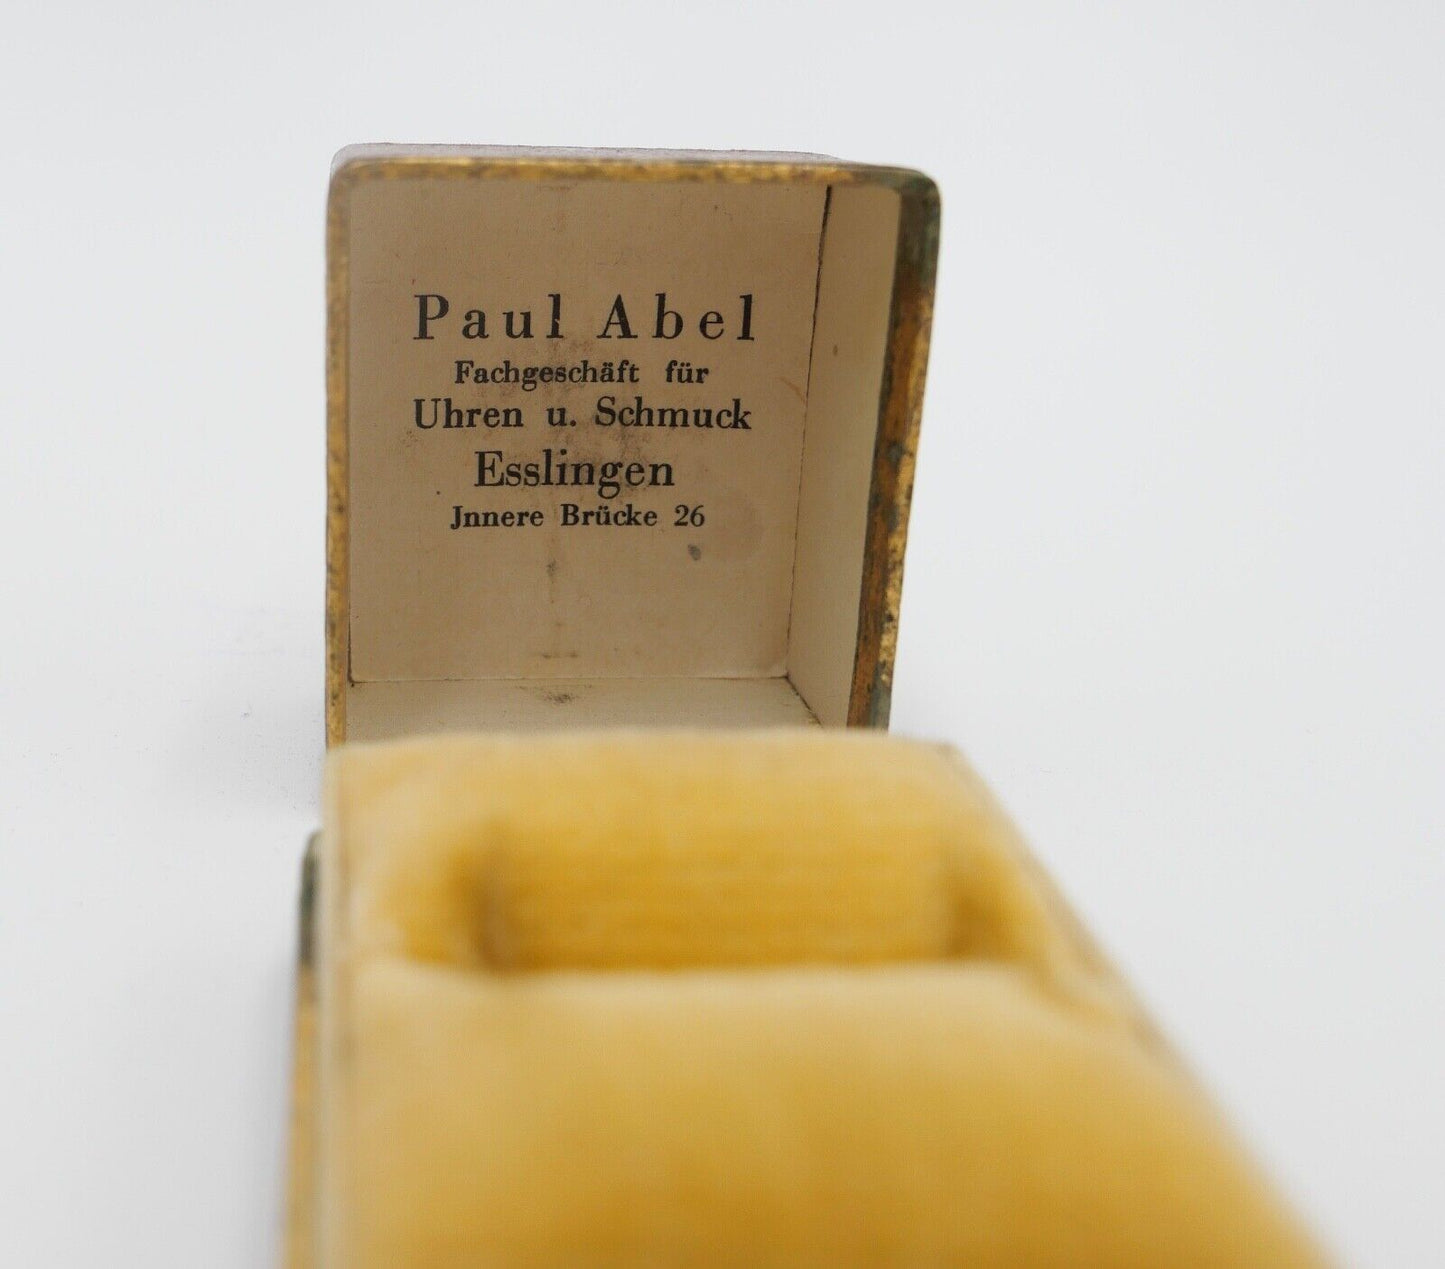 Paul Abel
Fachgeschäft für
Uhren u. Schmuck
Esslingen
Jnnere Brücke 26